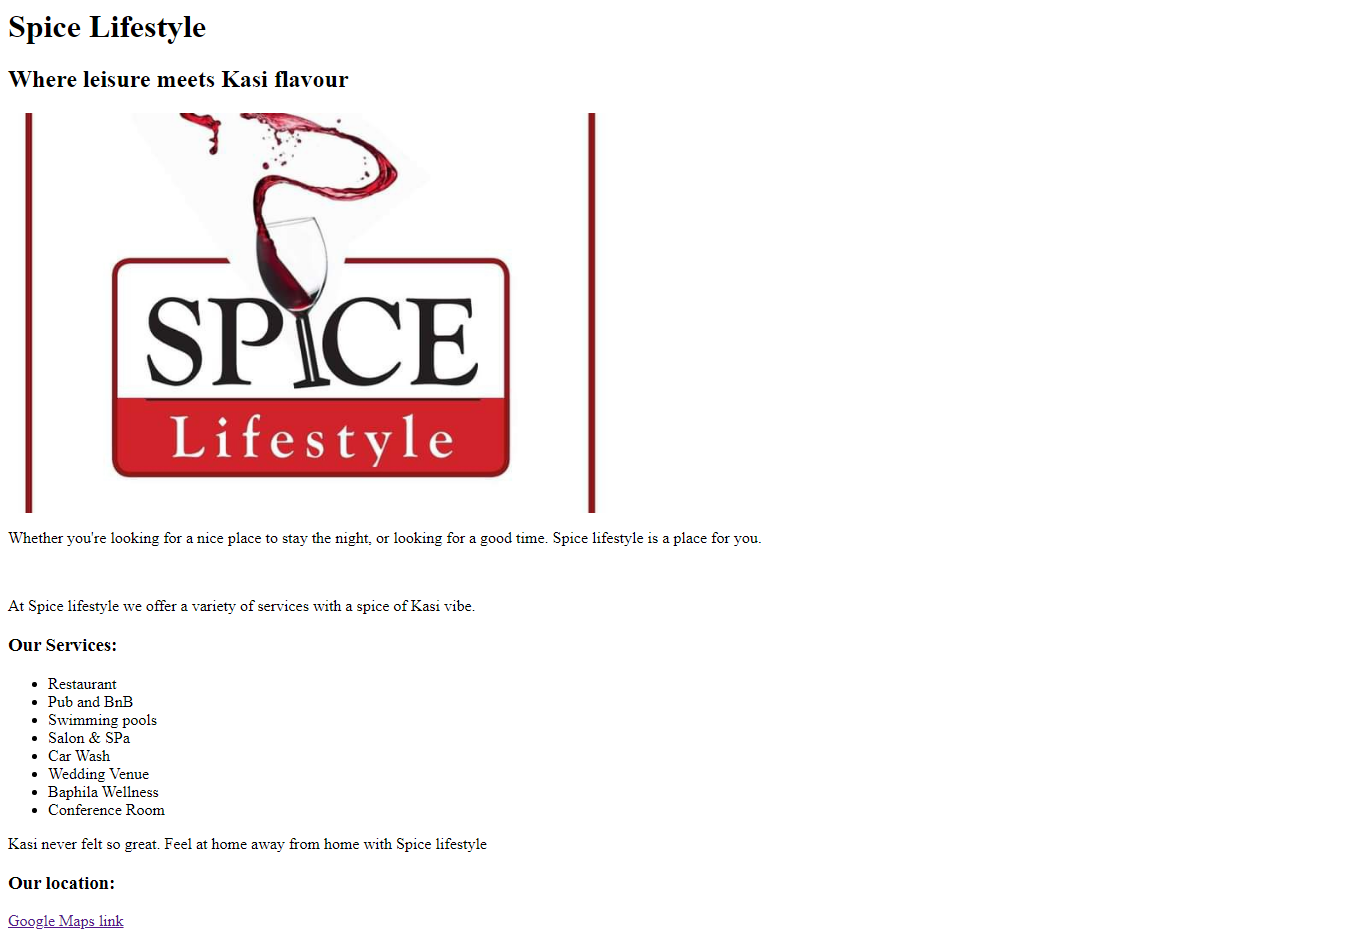 Spice Lifestyle
Where leisure meets Kasi flavour
SPICE
Lifestyle
Whether you're looking for a nice place to stay the night, or looking for a good time. Spice lifestyle is a place for you.
At Spice lifestyle we offer a variety of services with a spice of Kasi vibe.
Our Services:
• Restaurant
• Pub and BnB
• Swimming pools
• Salon & SPa
• Car Wash
• Wedding Venue
• Baphila Wellness
• Conference Room
Kasi never felt so great. Feel at home away from home with Spice lifestyle
Our location:
Google Maps link